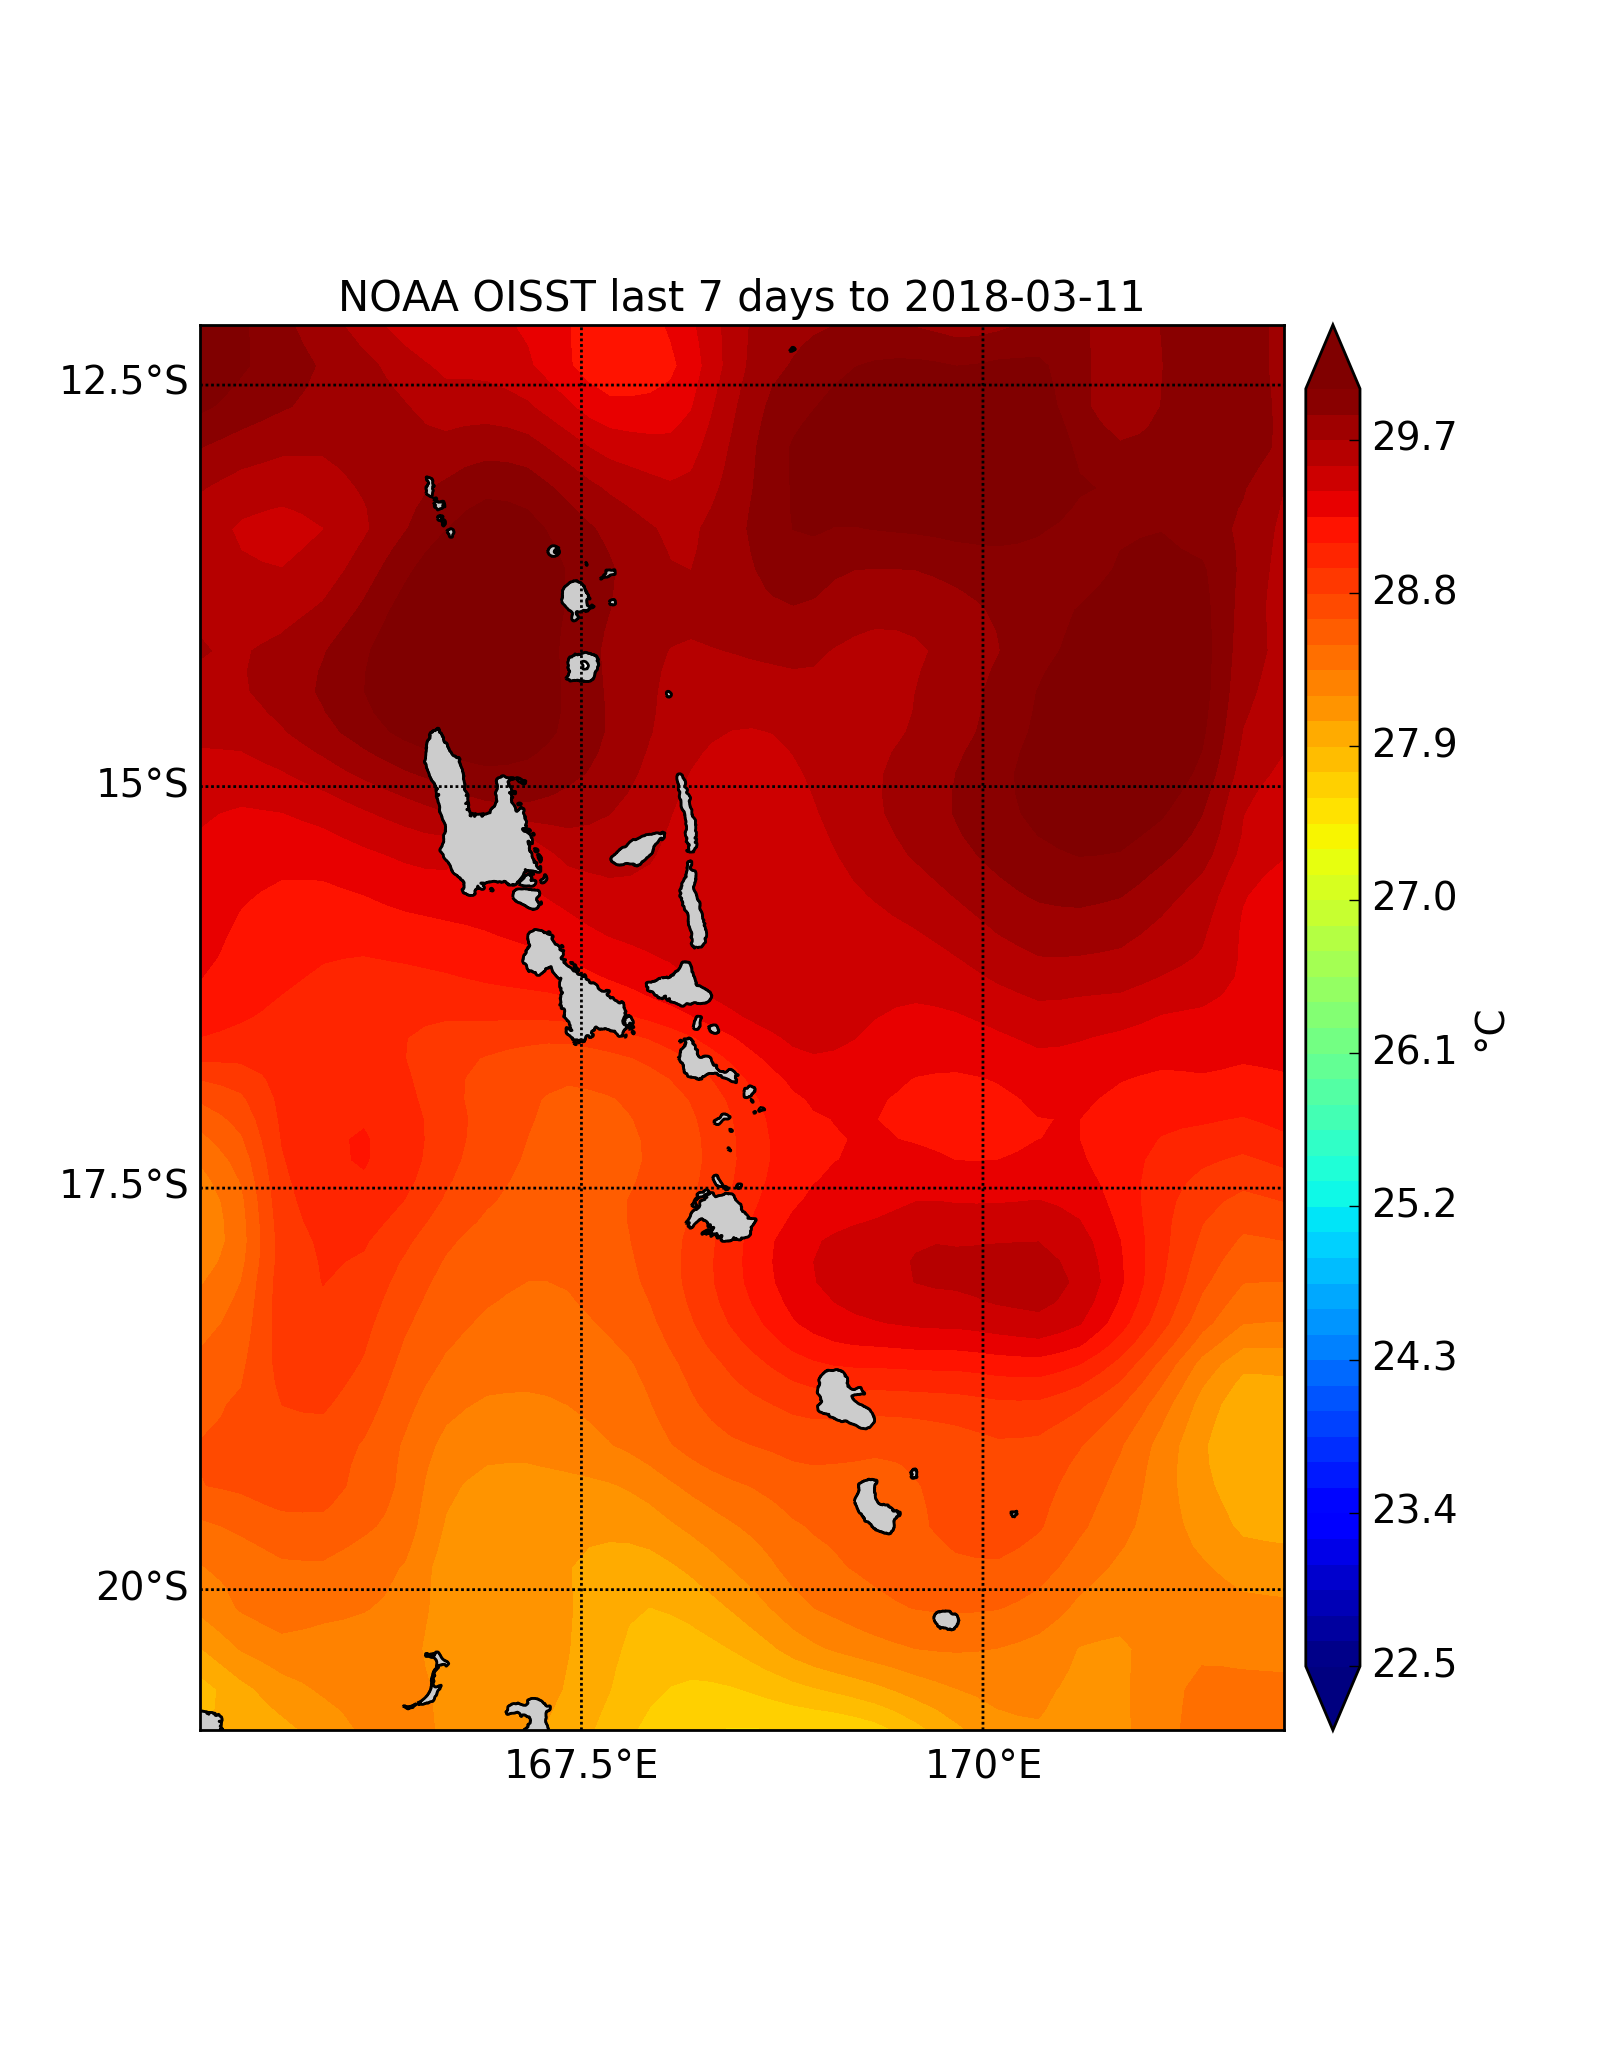 NOAA OISST last 7 days to 2018-03-11
12.5°S
15°S
17.5°S
20°S
167.5°E
170°E
29.7
28.8
27.9
27.0
26.1
25.2
24.3
23.4
22.5
°C